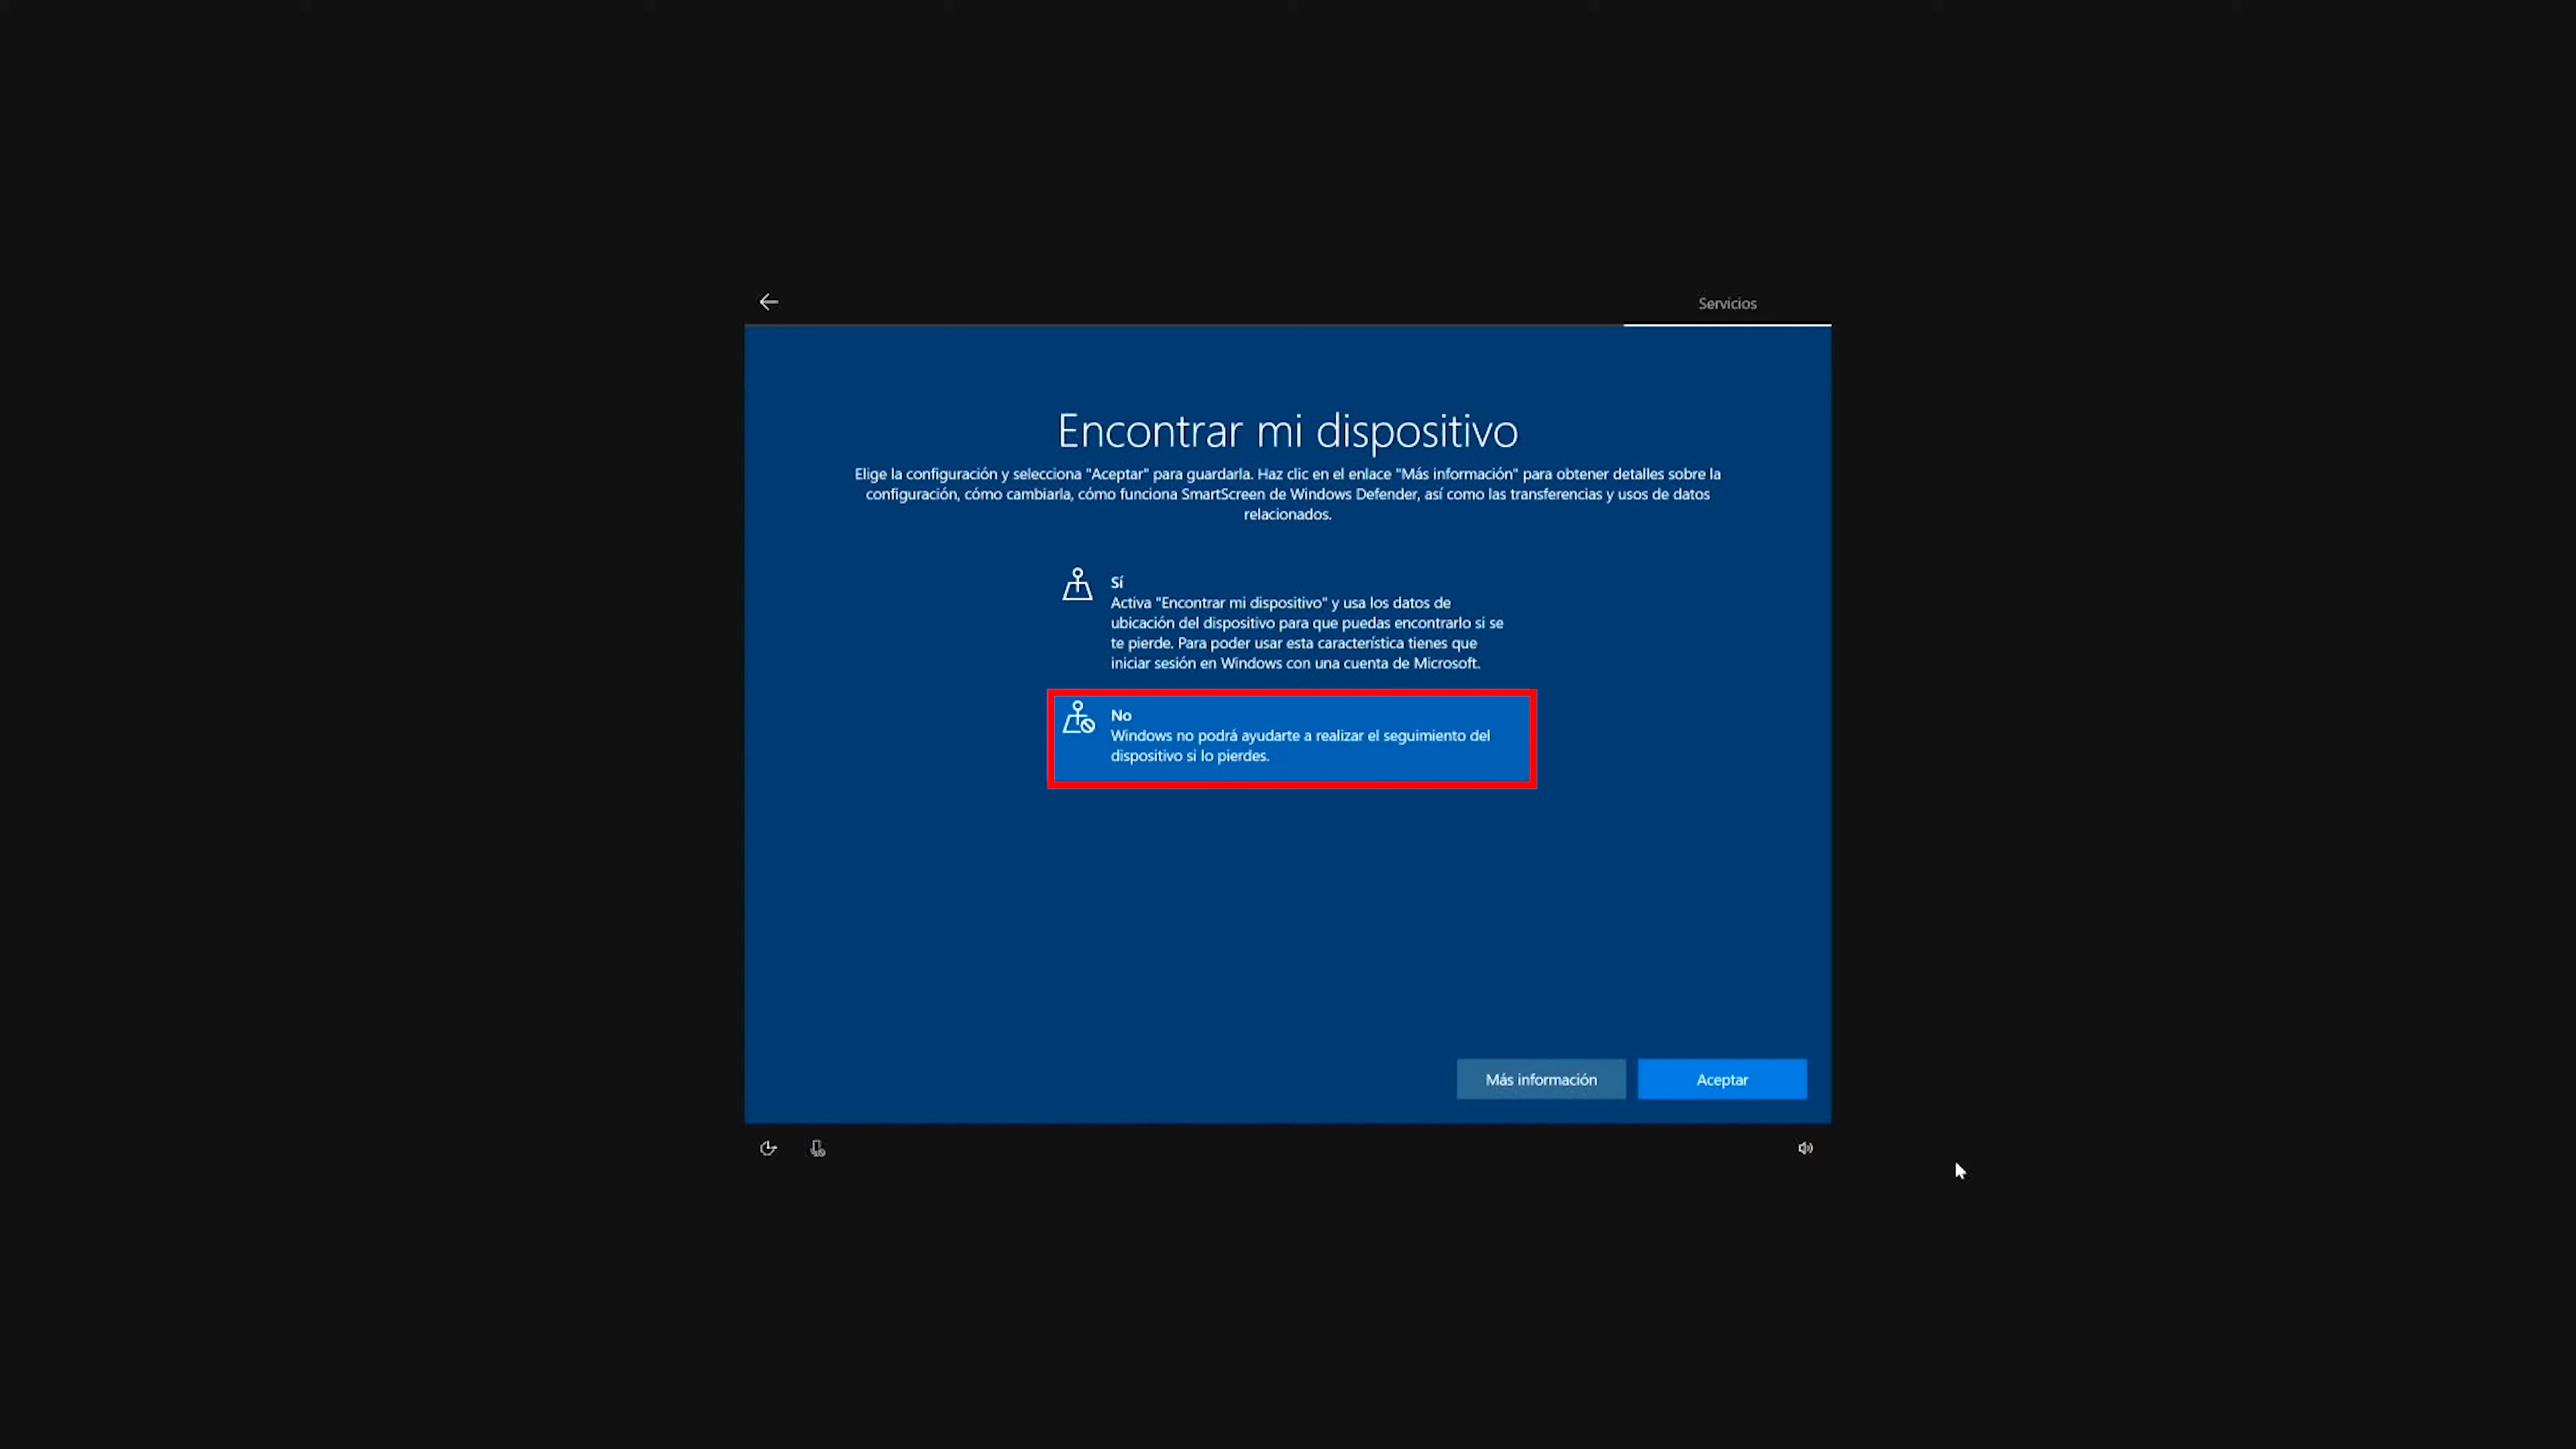 Servicios
Encontrar mi dispositivo
Elige la configuración y selecciona "Aceptar" para guardarla. Haz clic en el enlace "Más información" para obtener detalles sobre la
configuración, cómo cambiarla, cómo funciona SmartScreen de Windows Defender, así como las transferencias y usos de datos
relacionados.
Sí
Activa "Encontrar mi dispositivo" y usa los datos de
ubicación del dispositivo para que puedas encontrarlo si se
te pierde. Para poder usar esta característica tienes que
iniciar sesión en Windows con una cuenta de Microsoft.
No
Windows no podrá ayudarte a realizar el seguimiento del
dispositivo si lo pierdes.
Más información
Aceptar